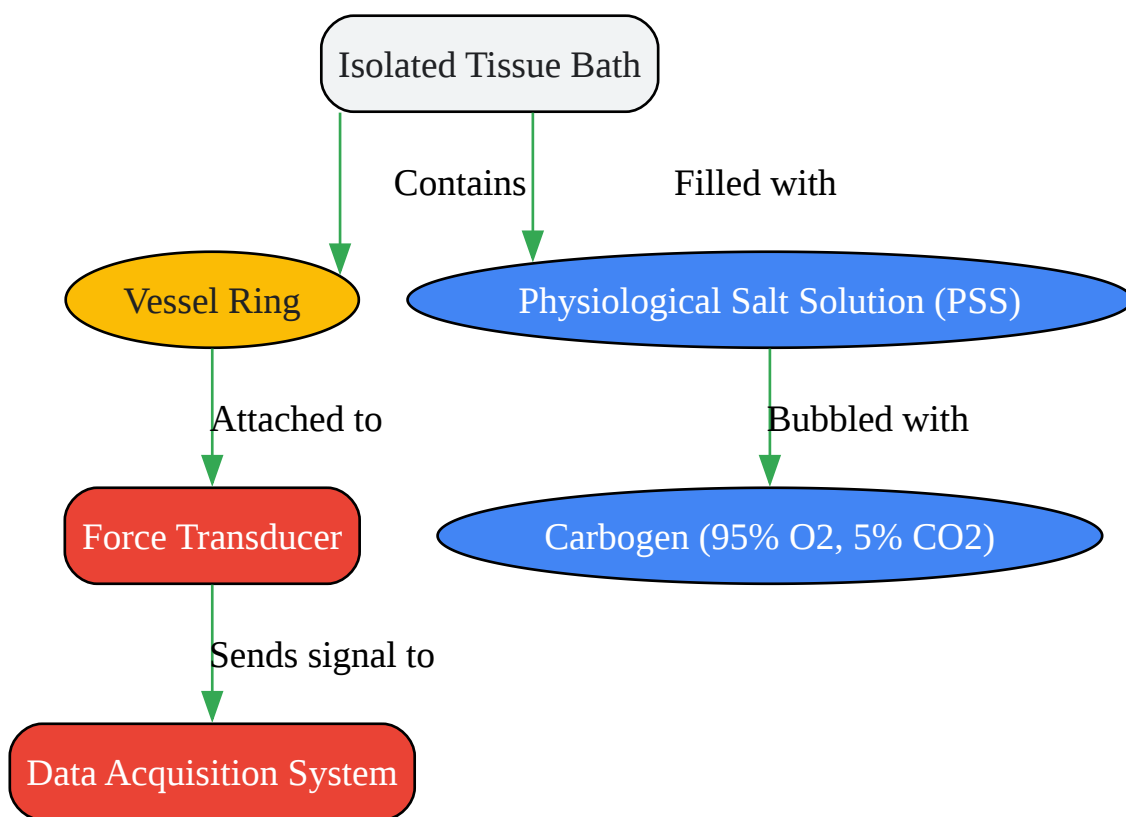 Isolated Tissue Bath
Contains
Filled with
Vessel Ring
Physiological Salt Solution (PSS)
Attached to
Bubbled with
Force Transducer
Carbogen (95% O2, 5% CO2)
Sends signal to
Data Acquisition System